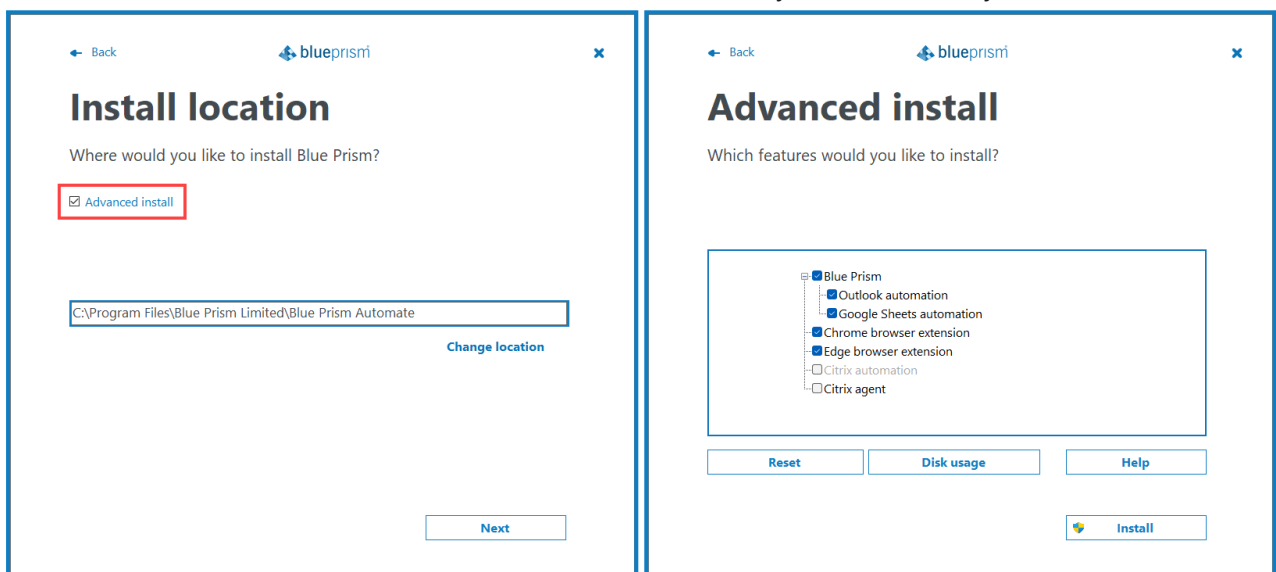 Back
blueprism
Install location
Where would you like to install Blue Prism?
Advanced install
C:\Program Files\Blue Prism Limited\Blue Prism Automate
Change location
Next
Back
blueprism
Advanced install
Which features would you like to install?
Blue Prism
Outlook automation
Google Sheets automation
Chrome browser extension
Edge browser extension
Citrix automation
Citrix agent
Reset
Disk usage
Help
Install